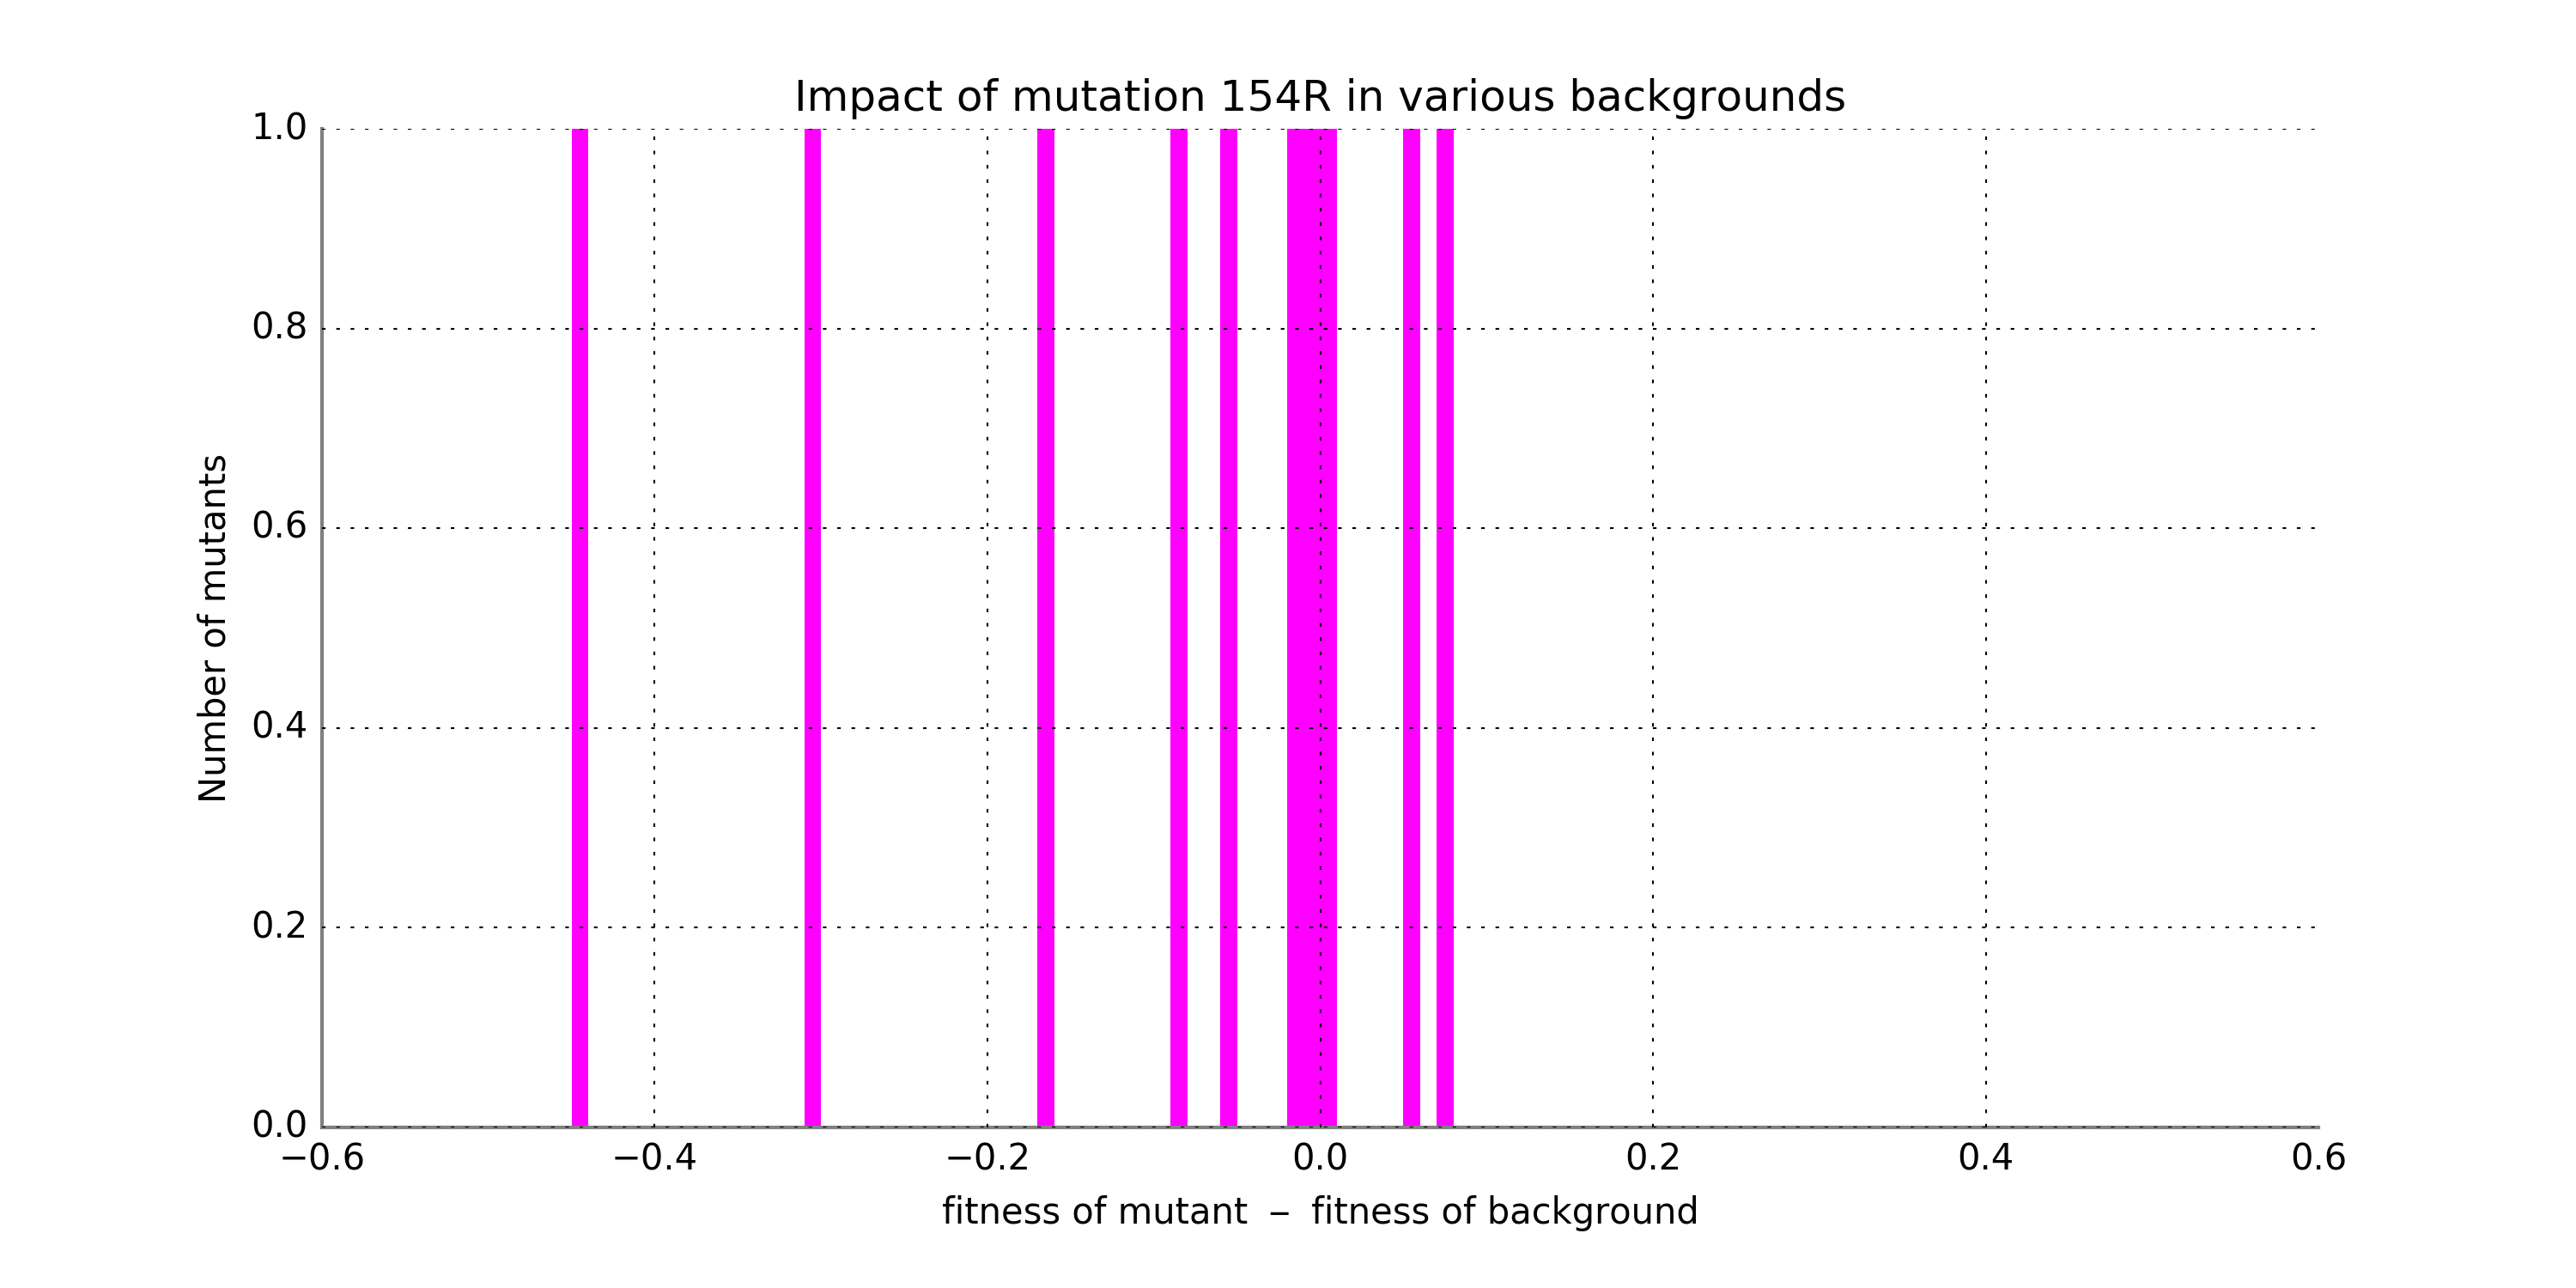 Impact of mutation 154R in various backgrounds
1.0
0.8
0.6
0.4
0.2
0.0
Number of mutants
−0.6 −0.4 −0.2 0.0 0.2 0.4 0.6
fitness of mutant − fitness of background